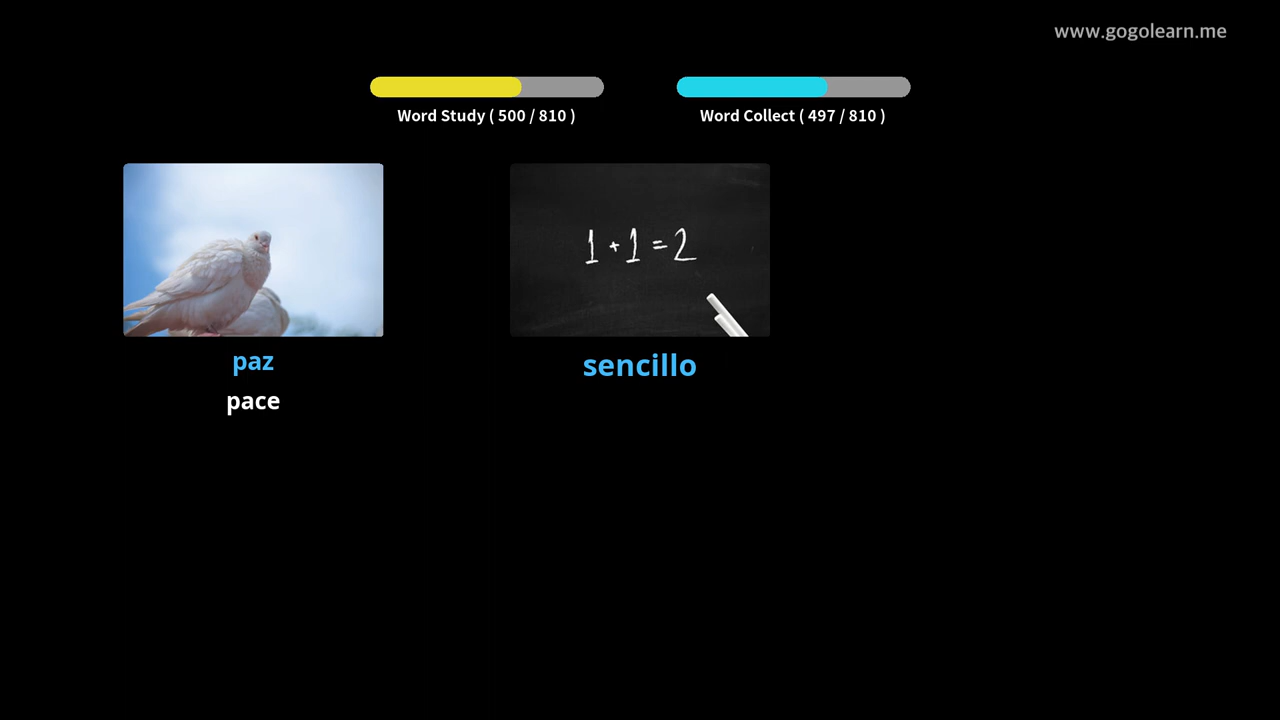 www.gogolearn.me
Word Study ( 500 / 810 )
Word Collect ( 497 / 810 )
1 + 1 = 2
paz
sencillo
pace